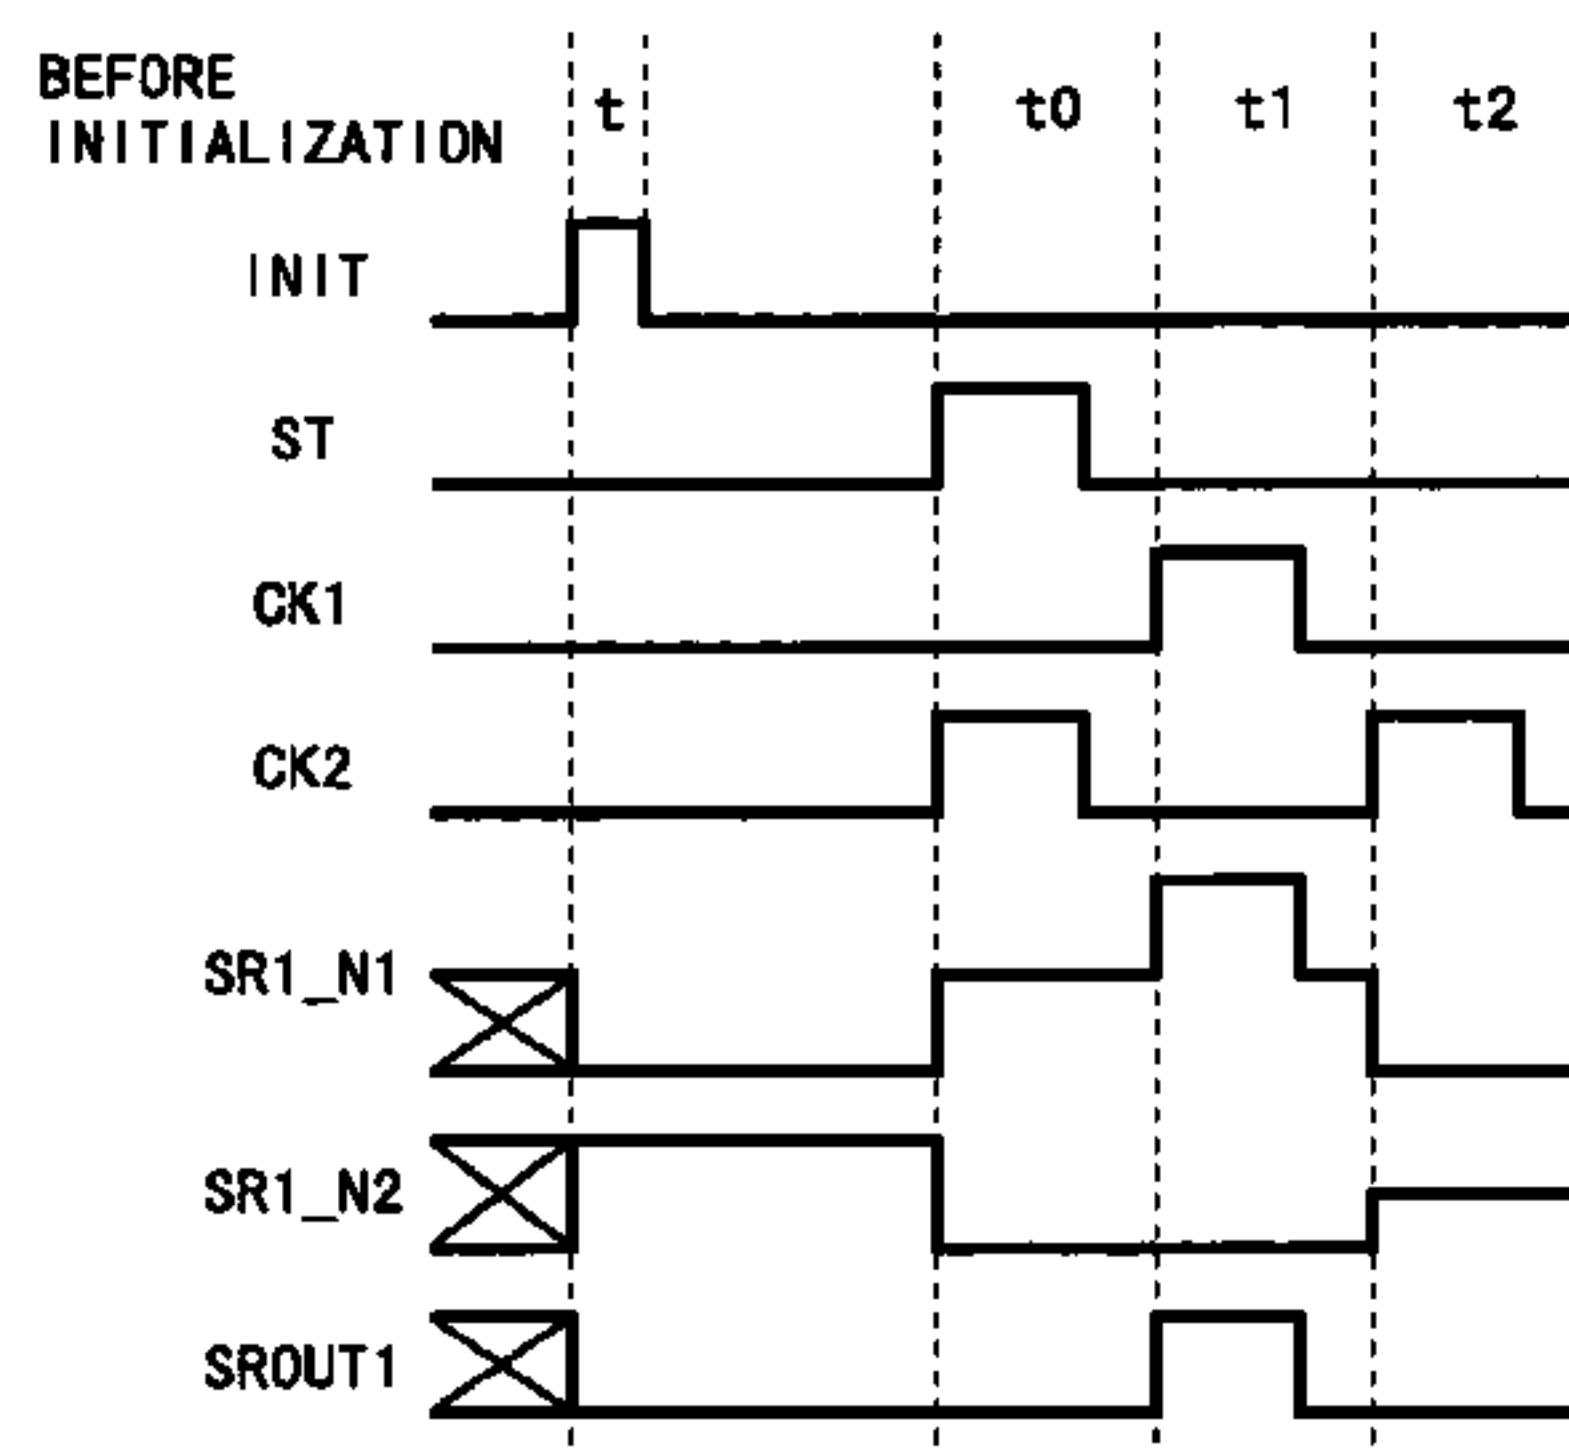 BEFORE
INITIALIZATION
t
t0
t1
t2
INIT
ST
CK1
CK2
SR1_N1
SR1_N2
SROUT1